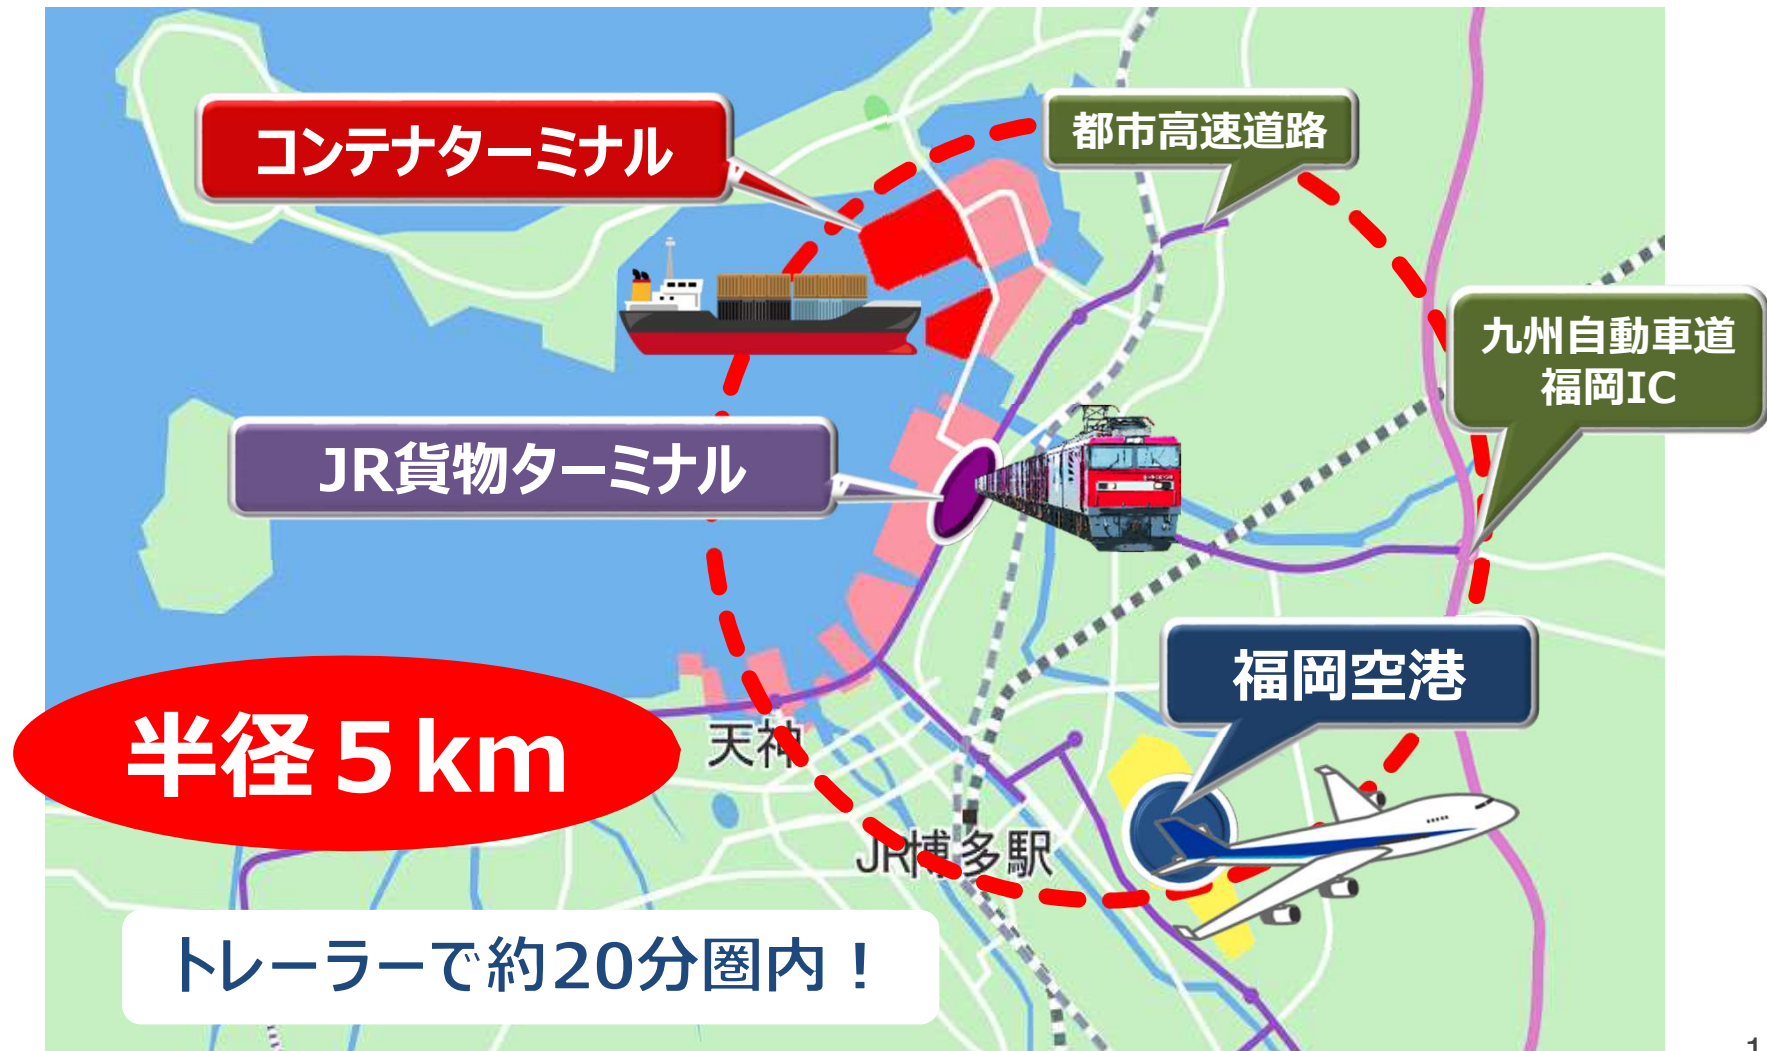 コンテナターミナル
都市高速道路
九州自動車道
福岡IC
JR貨物ターミナル
福岡空港
半径5km
天神
JR博多駅
トレーラーで約20分圏内！
1